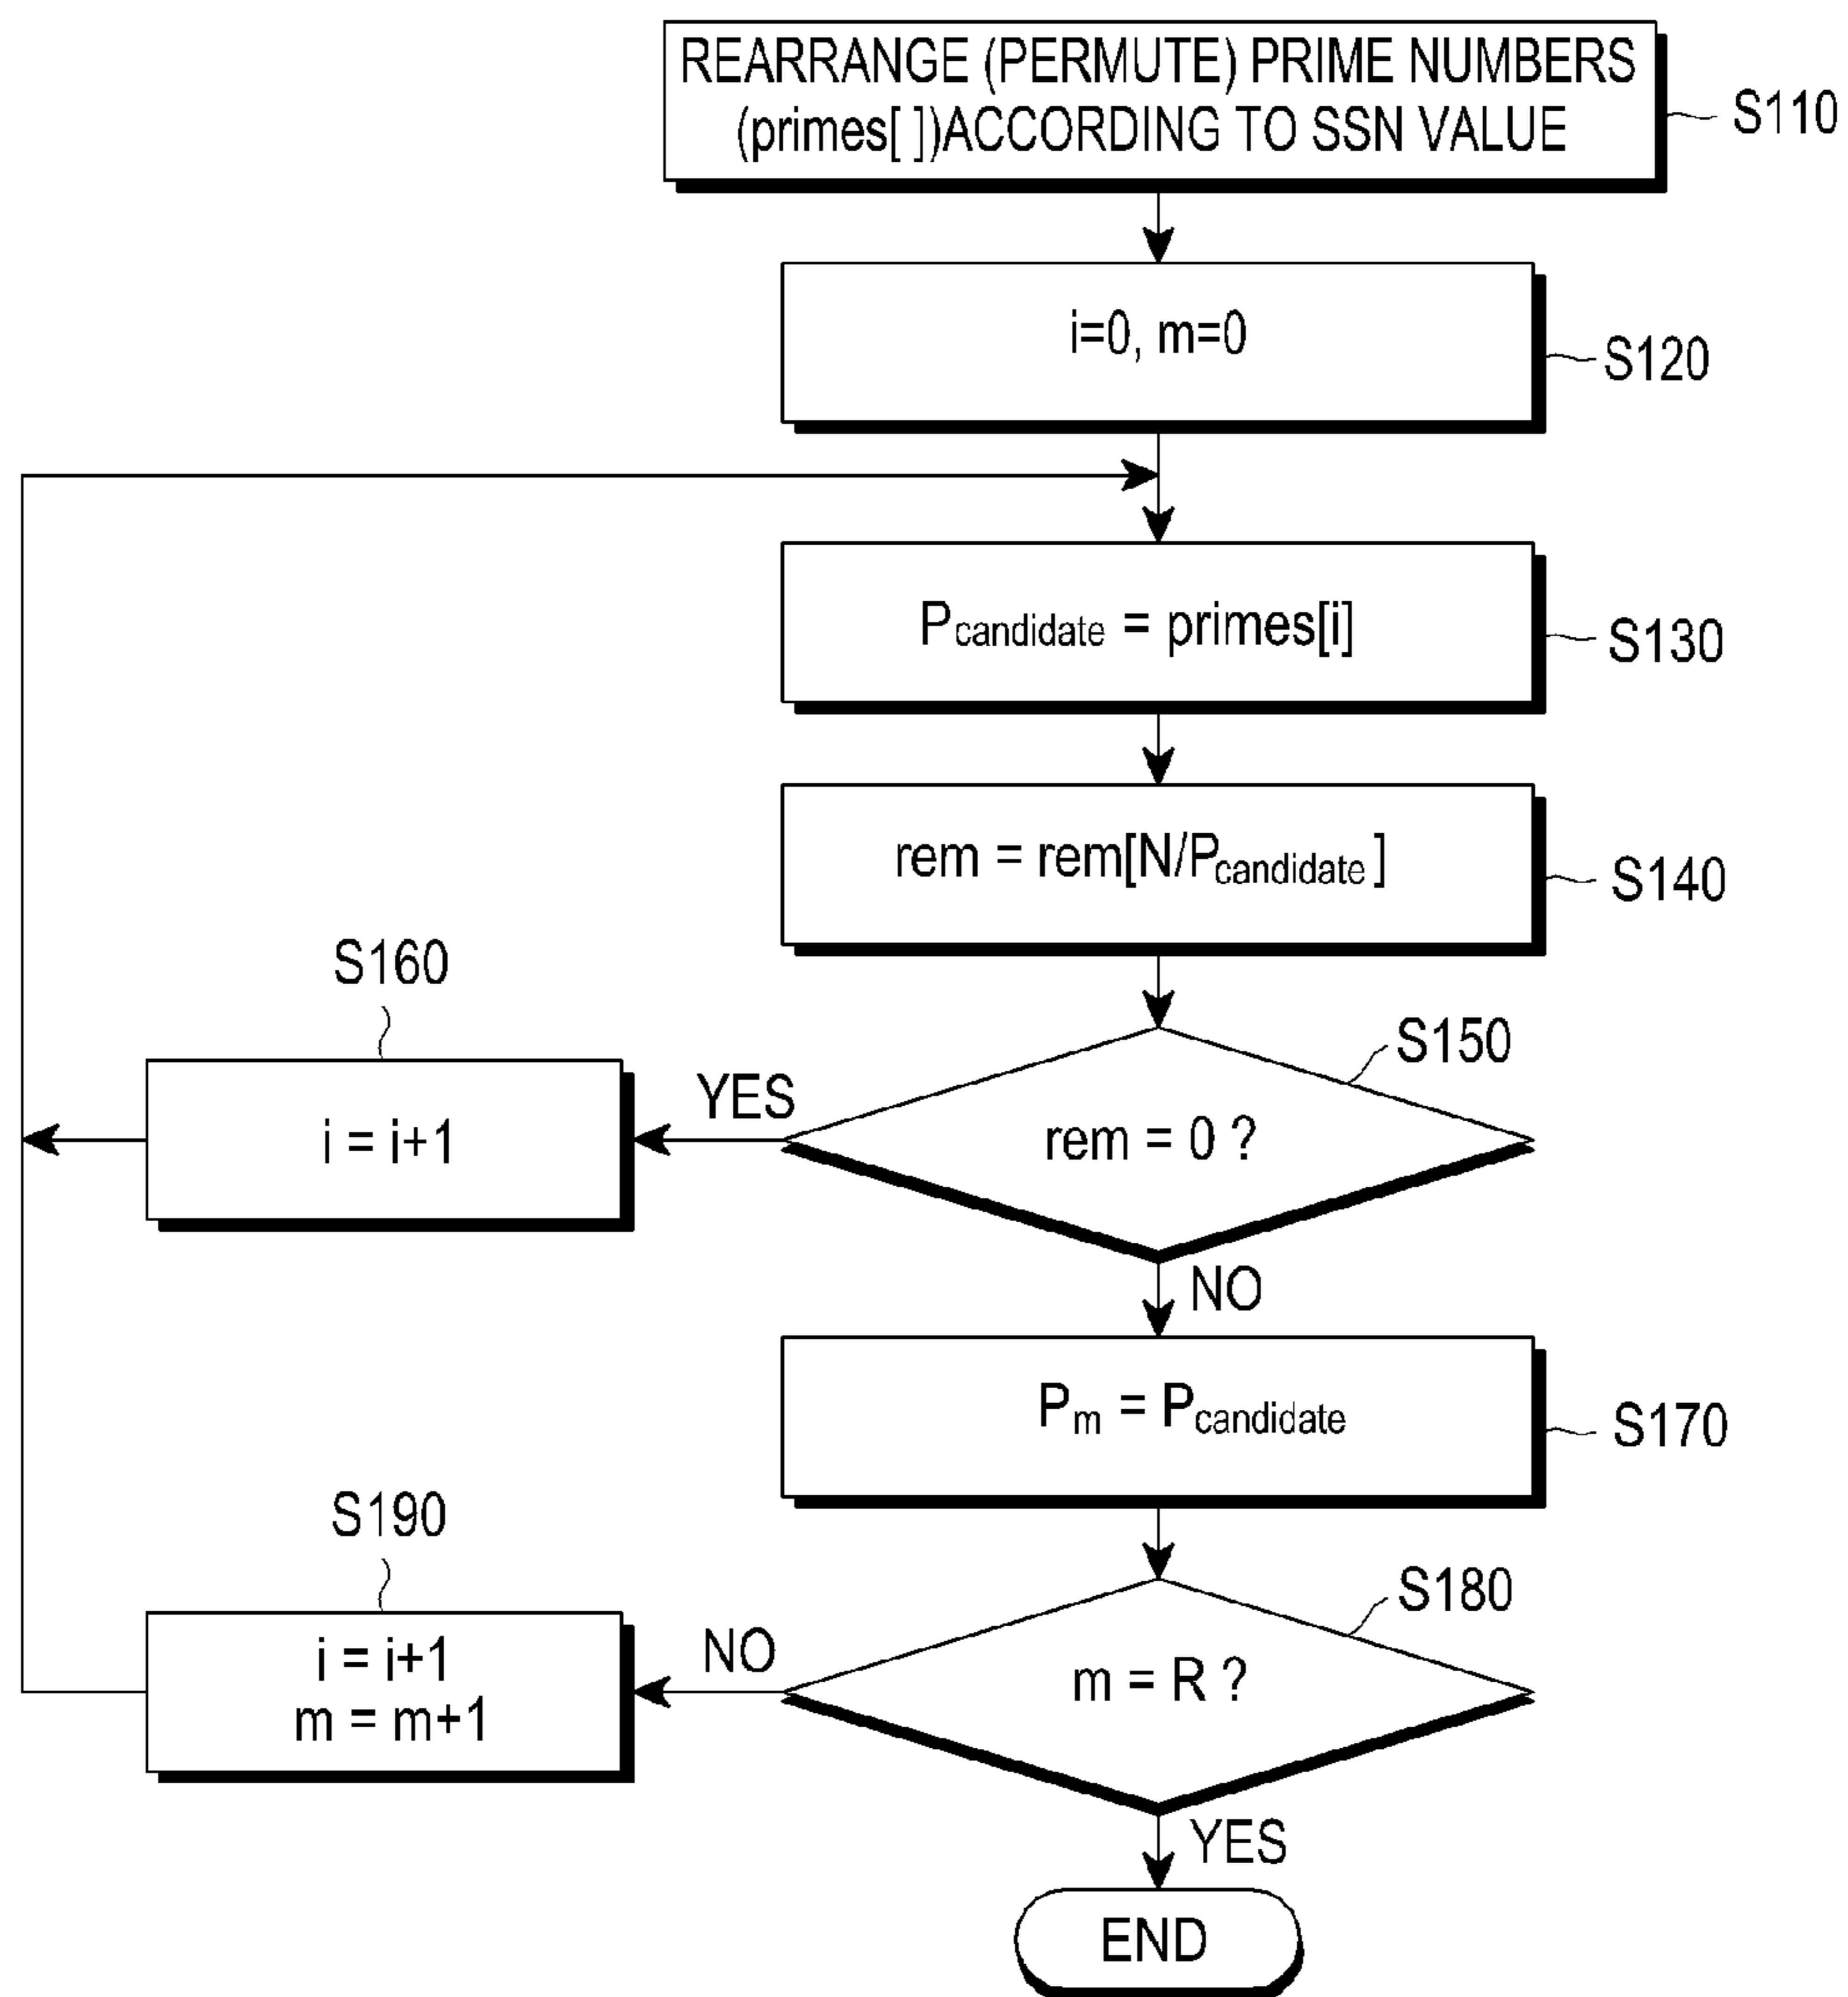 REARRANGE (PERMUTE) PRIME NUMBERS
(primes[ ])ACCORDING TO SSN VALUE
S110
i=0, m=0
S120
Pcandidate = primes[i]
S130
rem = rem[N/Pcandidate ]
S140
S160
S150
YES
i = i+1
rem = 0 ?
NO
Pm = Pcandidate
S170
S190
S180
NO
i = i+1
m = m+1
m = R ?
YES
END